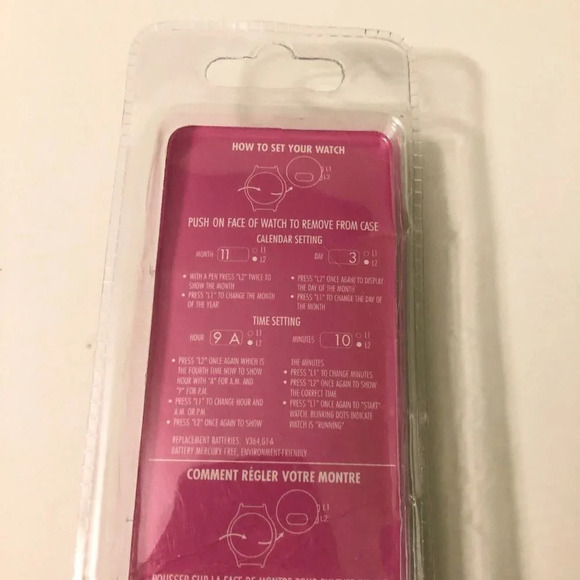 HOW TO SET YOUR WATCH
L1
L2
PUSH ON FACE OF WATCH TO REMOVE FROM CASE
CALENDAR SETTING
MONTH 11 L1 L2
DAY 3 L1 L2
• WITH A PEN PRESS "L2" TWICE TO
SHOW THE MONTH
• PRESS "L1" TO CHANGE THE MONTH
OF THE YEAR
• PRESS "L2" ONCE AGAIN TO DISPLAY
THE DAY OF THE MONTH
• PRESS "L1" TO CHANGE THE DAY OF
THE MONTH
TIME SETTING
HOUR 9 A L1 L2
MINUTES 10 L1 L2
• PRESS "L2" ONCE AGAIN WHICH IS
THE FOURTH TIME NOW TO SHOW
HOUR WITH "A" FOR A.M. AND
"P" FOR P.M.
• PRESS "L1" TO CHANGE HOUR AND
A.M. OR P.M.
• PRESS "L2" ONCE AGAIN TO SHOW
THE MINUTES
• PRESS "L1" TO CHANGE MINUTES
• PRESS "L2" ONCE AGAIN TO SHOW
THE CORRECT TIME
• PRESS "L1" ONCE AGAIN TO "START"
WATCH. BLINKING DOTS INDICATE
WATCH IS "RUNNING"
REPLACEMENT BATTERIES: V364,G1-A
BATTERY MERCURY FREE, ENVIRONMENT-FRIENDLY
COMMENT RÉGLER VOTRE MONTRE
L1
L2
POUSSER SUR LA FACE DE